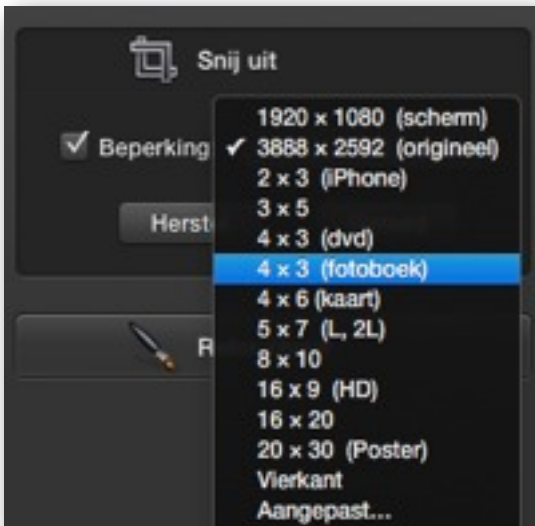 Snij uit
Beperking
1920 × 1080 (scherm)
✓ 3888 × 2592 (origineel)
2 × 3 (iPhone)
3 × 5
Herst
4 × 3 (dvd)
4 × 3 (fotoboek)
4 × 6 (kaart)
5 × 7 (L, 2L)
R
8 × 10
16 x 9 (HD)
16 × 20
20 × 30 (Poster)
Vierkant
Aangepast...